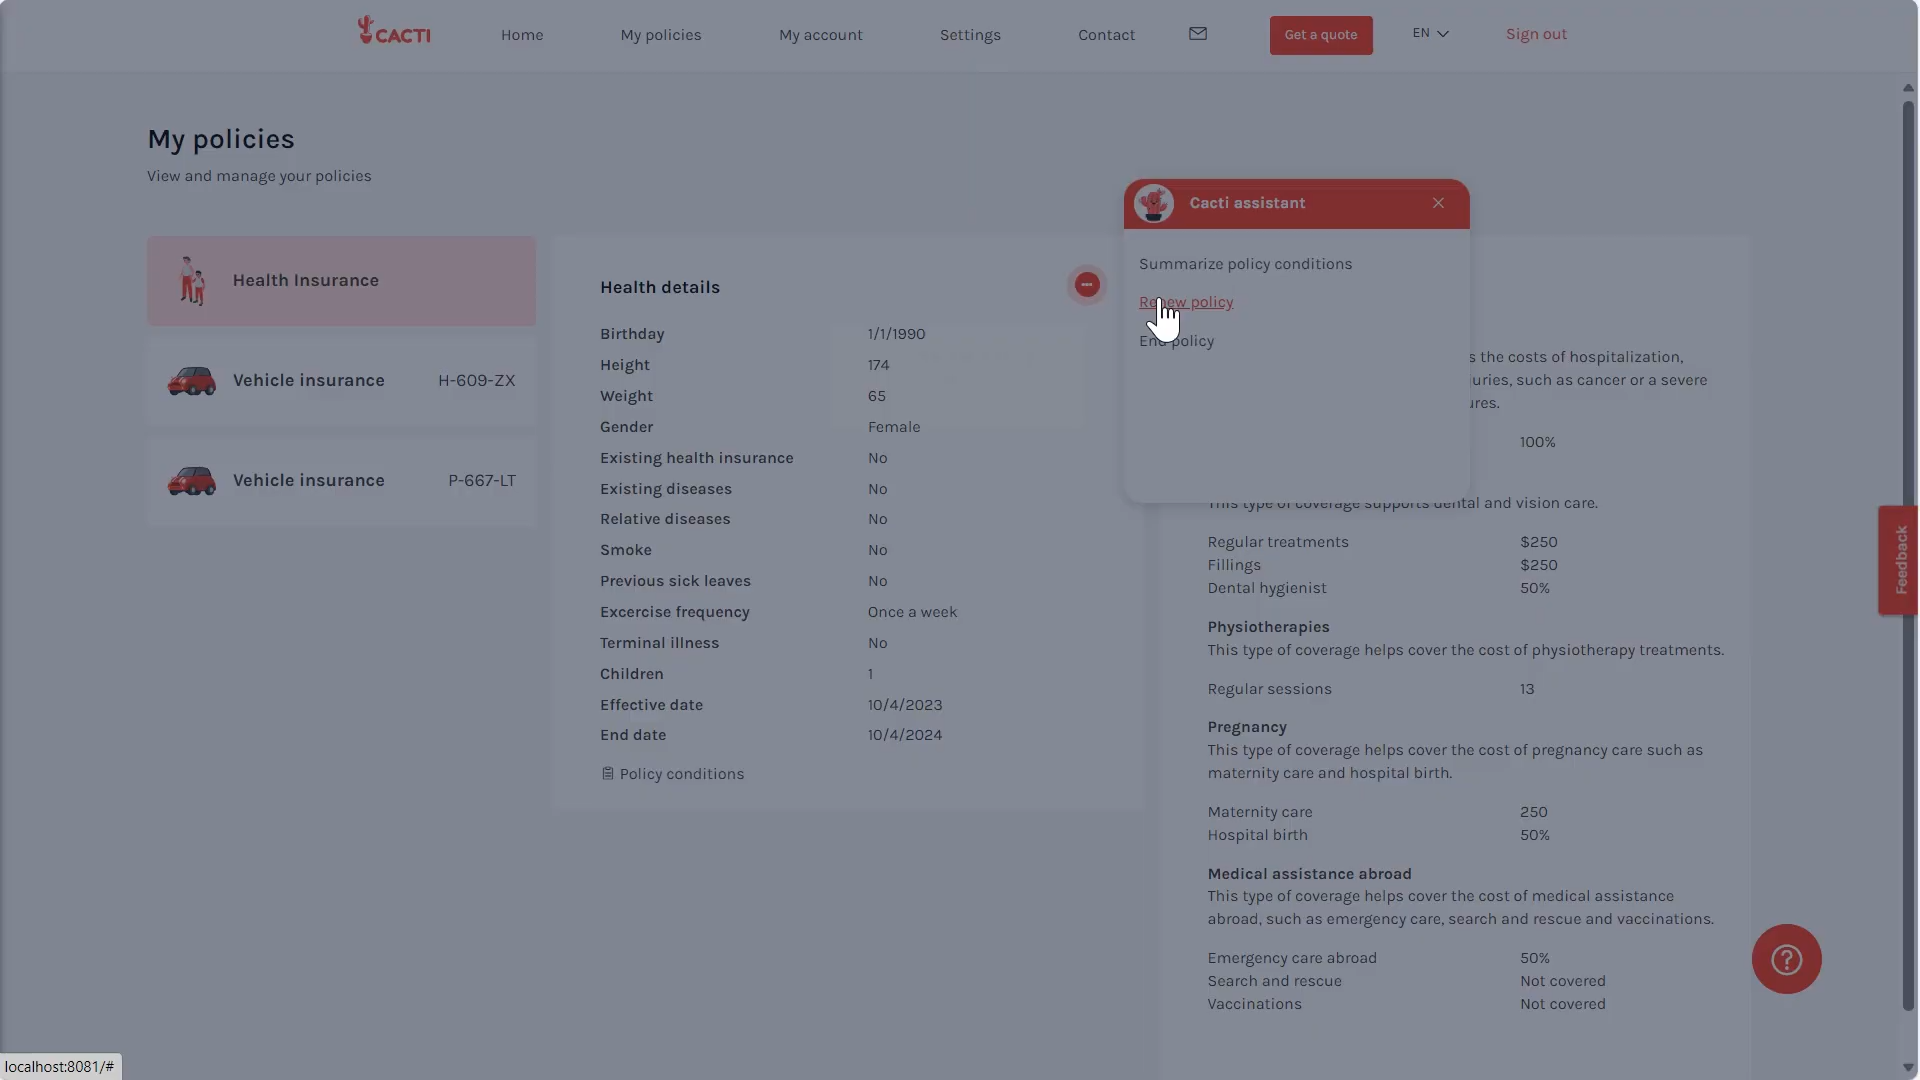 CACTI
Home
My policies
My account
Settings
Contact
Get a quote
EN
Sign out
My policies
View and manage your policies
Health Insurance
Vehicle insurance H-609-ZX
Vehicle insurance P-667-LT
Health details
Birthday 1/1/1990
Height 174
Weight 65
Gender Female
Existing health insurance No
Existing diseases No
Relative diseases No
Smoke No
Previous sick leaves No
Excercise frequency Once a week
Terminal illness No
Children 1
Effective date 10/4/2023
End date 10/4/2024
Policy conditions
Cacti assistant
Summarize policy conditions
Renew policy
End policy
the costs of hospitalization,
such as cancer or a severe
100%
This type of coverage supports dental and vision care.
Regular treatments $250
Fillings $250
Dental hygienist 50%
Physiotherapies
This type of coverage helps cover the cost of physiotherapy treatments.
Regular sessions 13
Pregnancy
This type of coverage helps cover the cost of pregnancy care such as
maternity care and hospital birth.
Maternity care 250
Hospital birth 50%
Medical assistance abroad
This type of coverage helps cover the cost of medical assistance
abroad, such as emergency care, search and rescue and vaccinations.
Emergency care abroad 50%
Search and rescue Not covered
Vaccinations Not covered
Feedback
localhost:8081/#